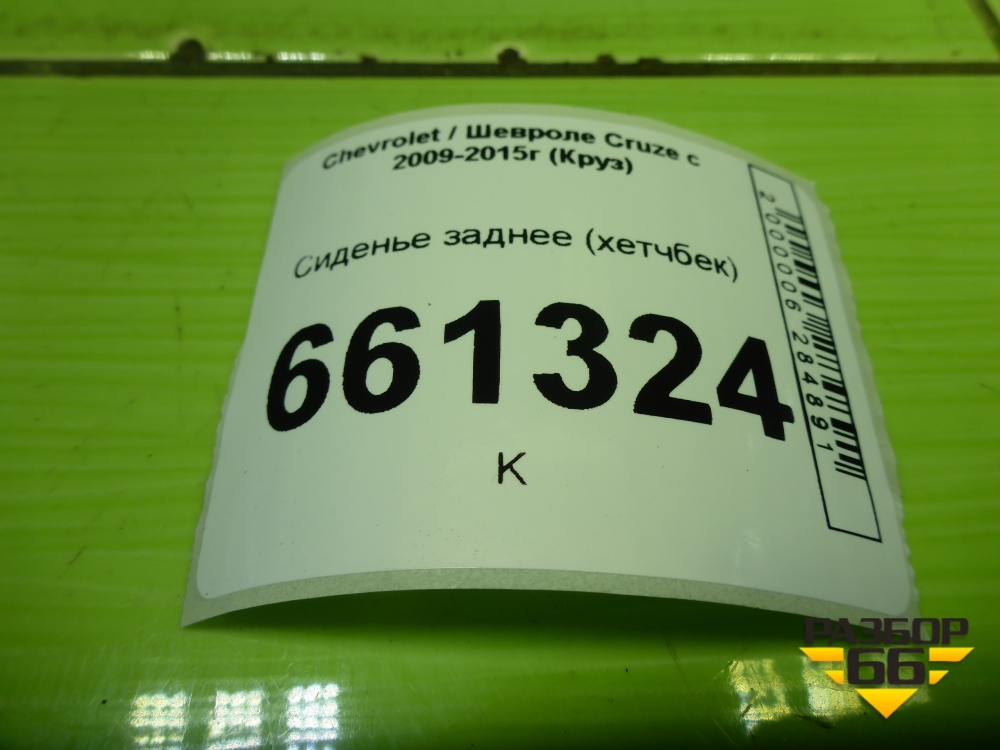 Chevrolet / Шевроле Cruze с
2009-2015г (Круз)
Сиденье заднее (хетчбек)
661324
К
2000006284891
РАЗБОР
66